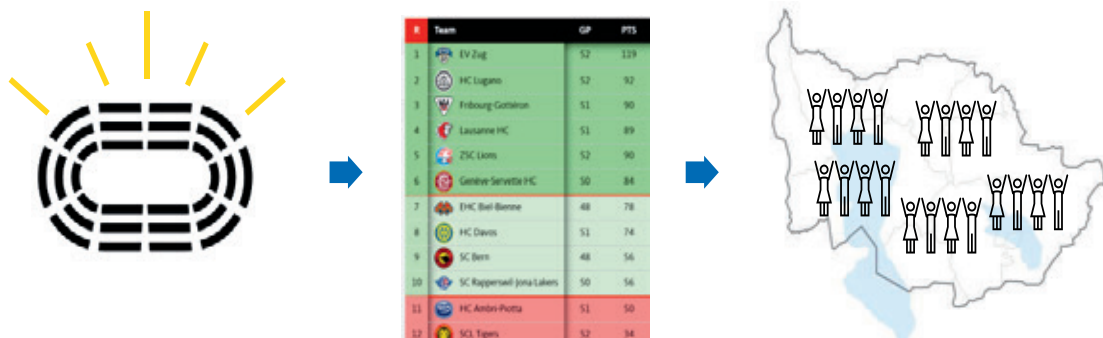 R Team GP PTS
1 EV Zug 52 119
2 HC Lugano 52 92
3 Fribourg-Gottéron 51 90
4 Lausanne HC 51 89
5 ZSC Lions 52 90
6 Genève-Servette HC 50 84
7 EHC Biel-Bienne 48 78
8 HC Davos 51 74
9 SC Bern 48 56
10 SC Rapperswil-Jona Lakers 50 56
11 HC Ambri-Piotta 51 50
12 SCL Tigers 52 34